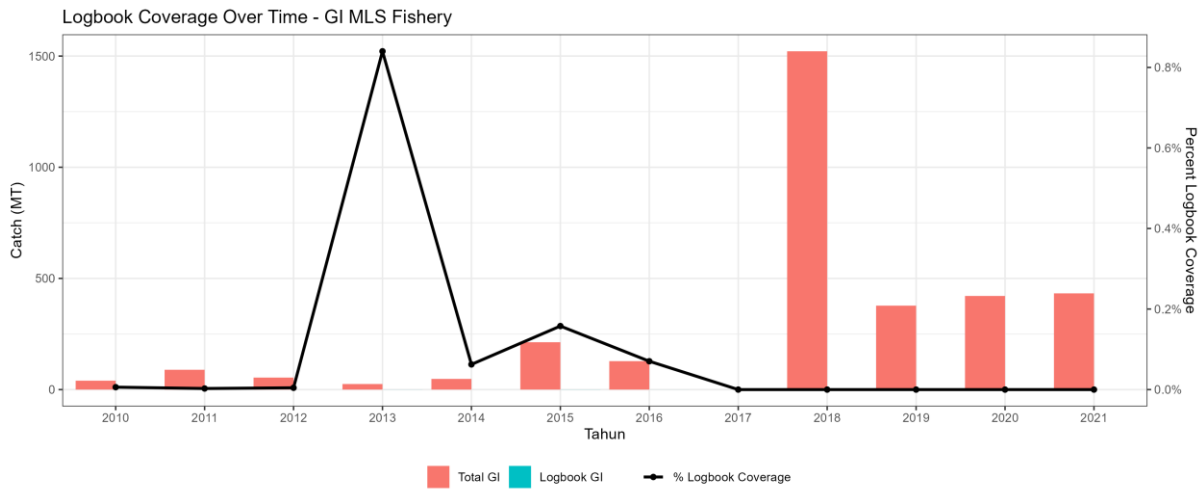 Logbook Coverage Over Time - GI MLS Fishery
Catch (MT)
1500
1000
500
0
Percent Logbook Coverage
0.8%
0.6%
0.4%
0.2%
0.0%
2010 2011 2012 2013 2014 2015 2016 2017 2018 2019 2020 2021
Tahun
Total GI Logbook GI % Logbook Coverage